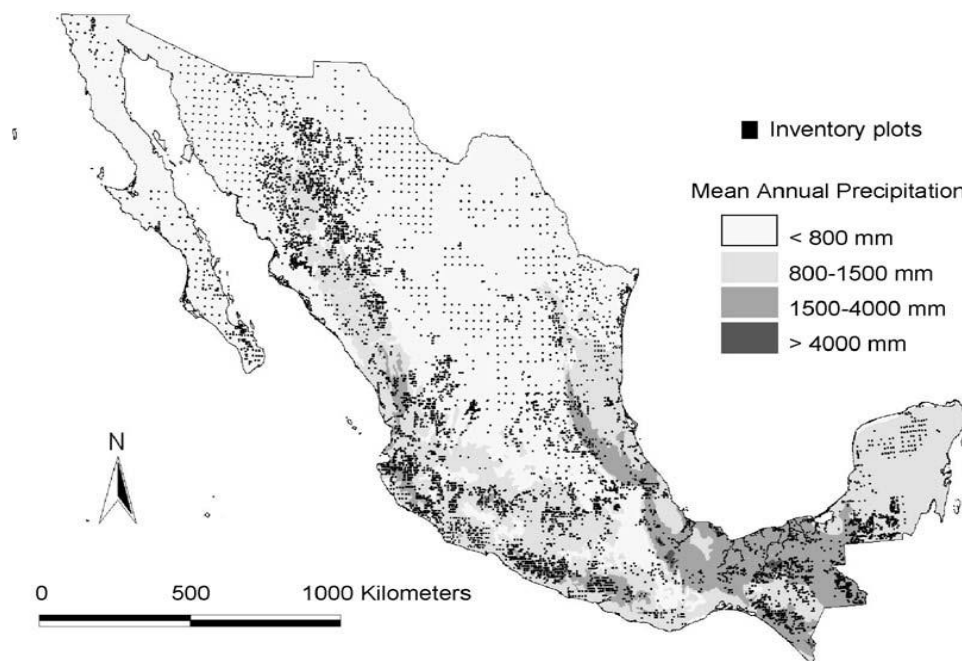 Inventory plots
Mean Annual Precipitation
< 800 mm
800-1500 mm
1500-4000 mm
> 4000 mm
N
0 500 1000 Kilometers